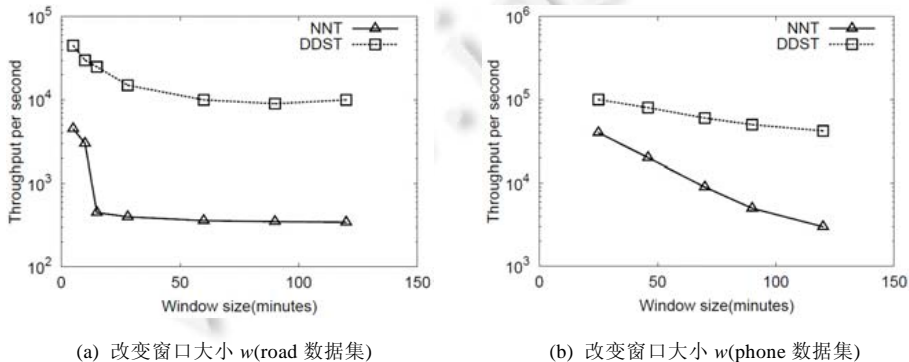 10^5
10^4
10^3
10^2
Throughput per second
NNT
DDST
0
50
100
150
Window size(minutes)
(a) 改变窗口大小 w(road 数据集)
10^6
10^5
10^4
10^3
Throughput per second
NNT
DDST
0
50
100
150
Window size(minutes)
(b) 改变窗口大小 w(phone 数据集)